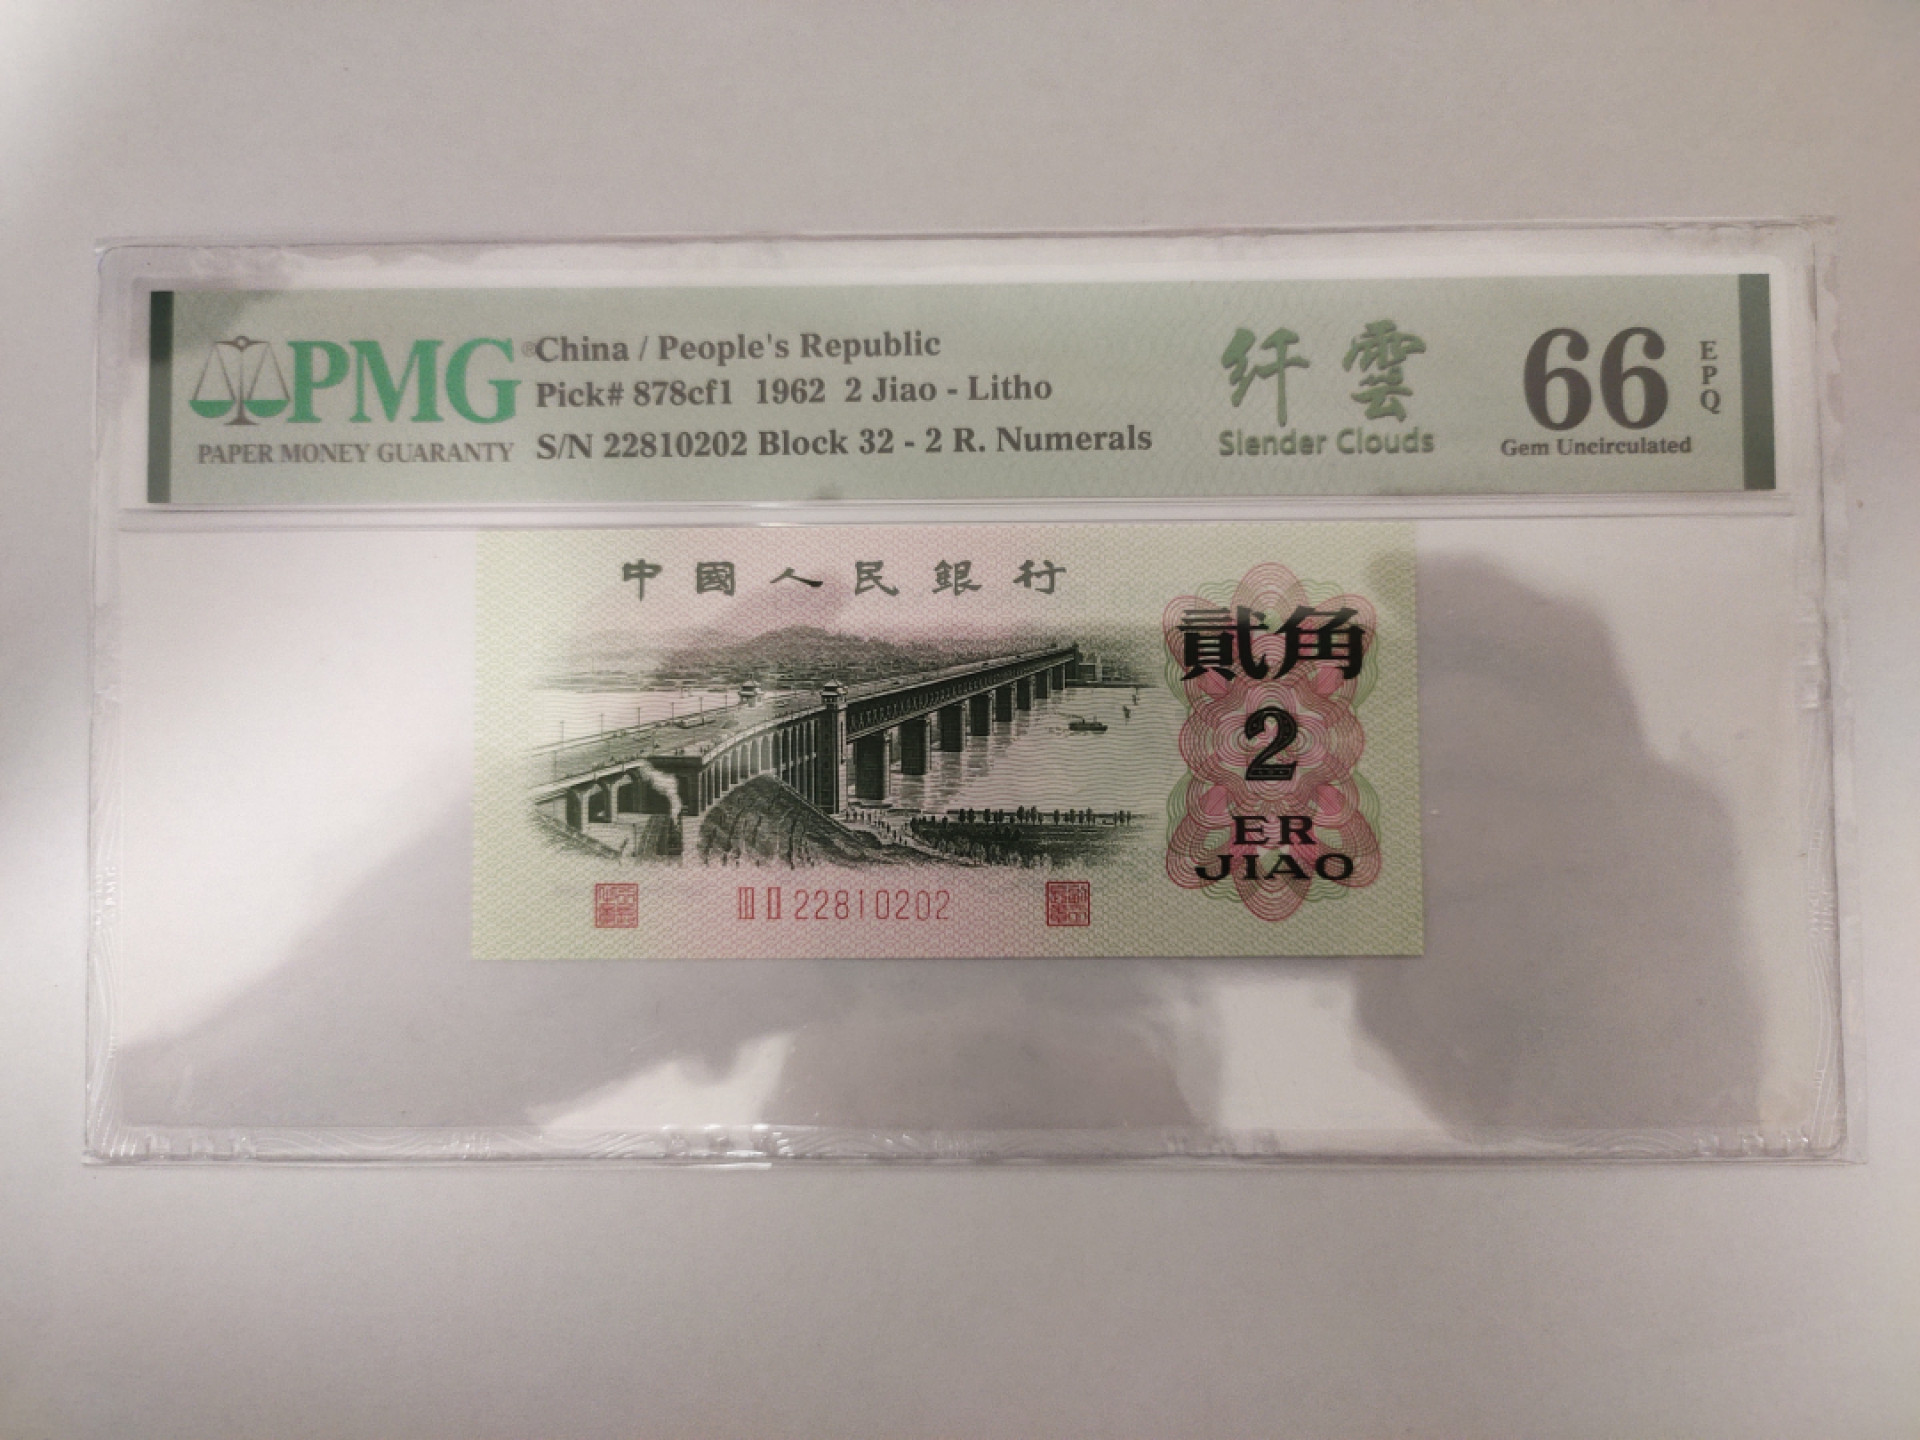 PMG®
PAPER MONEY GUARANTY
China / People's Republic
Pick# 878cf1 1962 2 Jiao - Litho
S/N 22810202 Block 32 - 2 R. Numerals
纤雲
Slender Clouds
66
EPQ
Gem Uncirculated
中國人民銀行
貳角
2
ER
JIAO
III II 22810202